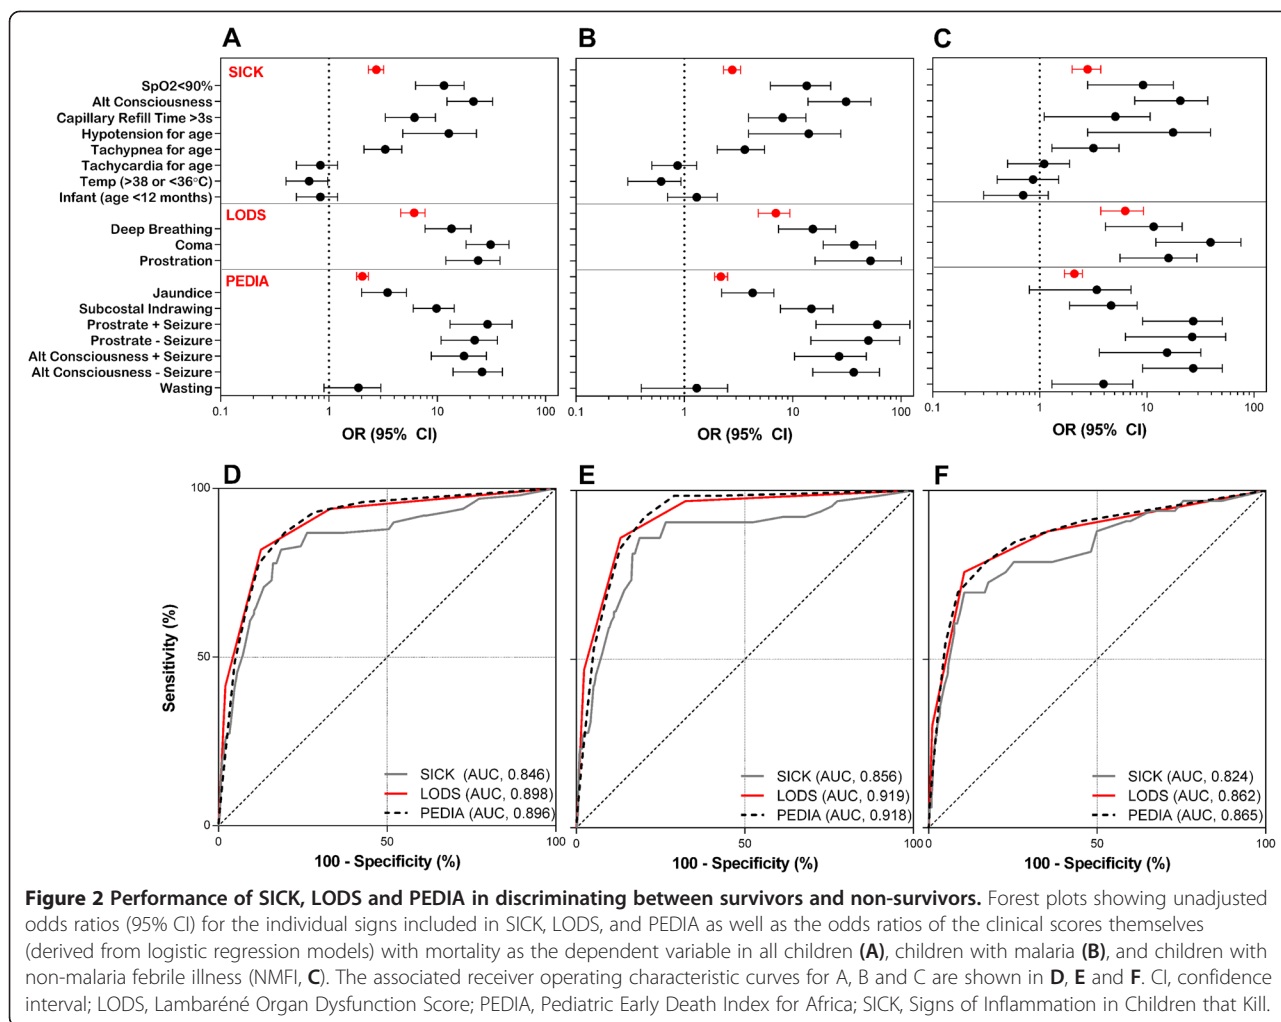 A
B
C
SICK
SpO2<90%
Alt Consciousness
Capillary Refill Time >3s
Hypotension for age
Tachypnea for age
Tachycardia for age
Temp (>38 or <36°C)
Infant (age <12 months)
LODS
Deep Breathing
Coma
Prostration
PEDIA
Jaundice
Subcostal Indrawing
Prostrate + Seizure
Prostrate - Seizure
Alt Consciousness + Seizure
Alt Consciousness - Seizure
Wasting
0.1 1 10 100
0.1 1 10 100
0.1 1 10 100
OR (95% CI)
OR (95% CI)
OR (95% CI)
D
E
F
Sensitivity (%)
100
50
0
SICK (AUC, 0.846)
LODS (AUC, 0.898)
PEDIA (AUC, 0.896)
SICK (AUC, 0.856)
LODS (AUC, 0.919)
PEDIA (AUC, 0.918)
SICK (AUC, 0.824)
LODS (AUC, 0.862)
PEDIA (AUC, 0.865)
0 50 100
0 50 100
0 50 100
100 - Specificity (%)
100 - Specificity (%)
100 - Specificity (%)
Figure 2 Performance of SICK, LODS and PEDIA in discriminating between survivors and non-survivors. Forest plots showing unadjusted
odds ratios (95% CI) for the individual signs included in SICK, LODS, and PEDIA as well as the odds ratios of the clinical scores themselves
(derived from logistic regression models) with mortality as the dependent variable in all children (A), children with malaria (B), and children with
non-malaria febrile illness (NMFI, C). The associated receiver operating characteristic curves for A, B and C are shown in D, E and F. CI, confidence
interval; LODS, Lambaréné Organ Dysfunction Score; PEDIA, Pediatric Early Death Index for Africa; SICK, Signs of Inflammation in Children that Kill.